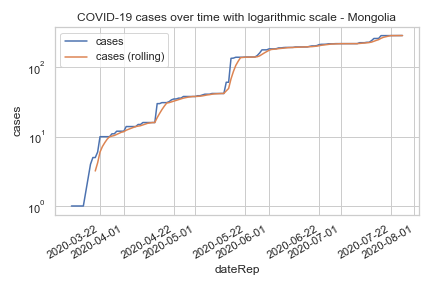 COVID-19 cases over time with logarithmic scale - Mongolia
cases
cases (rolling)
cases
10²
10¹
10⁰
2020-03-22
2020-04-01
2020-04-22
2020-05-01
2020-05-22
2020-06-01
2020-06-22
2020-07-01
2020-07-22
2020-08-01
dateRep